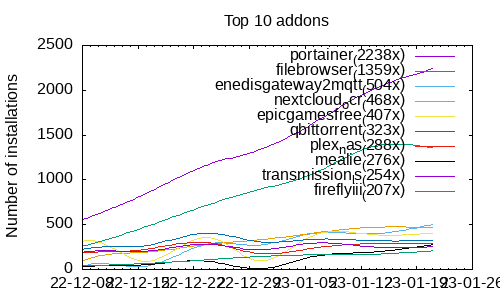 Top 10 addons
2500
2000
1500
1000
500
0
Number of installations
portainer(2238x)
filebrowser(1359x)
enedisgateway2mqtt(504x)
nextcloud_ocr(468x)
epicgamesfree(407x)
qbittorrent(323x)
plex_nas(288x)
mealie(276x)
transmission_s(254x)
fireflyiii(207x)
22-12-08 22-12-15 22-12-22 22-12-29 23-01-05 23-01-12 23-01-19 23-01-26